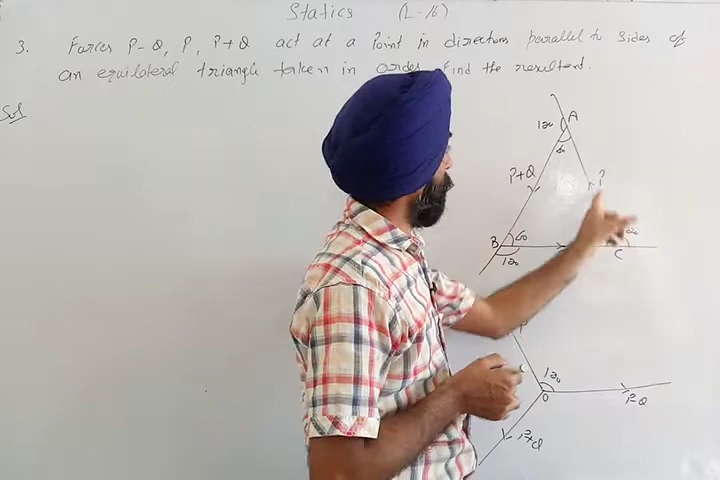 Statics (L-16)
3. Forces P-Q, P, P+Q act at a Point in directions parallel to sides of
an equilateral triangle taken in order. Find the resultent.
Sol
A
120
60
P+Q
P
B
60
120
C
120
O
P-Q
P+Q